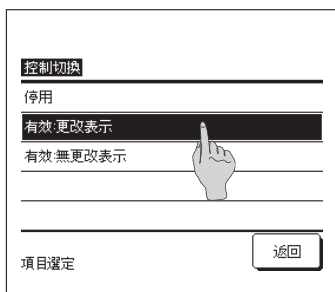 控制切換
停用
有效:更改表示
有效:無更改表示
項目選定
返回